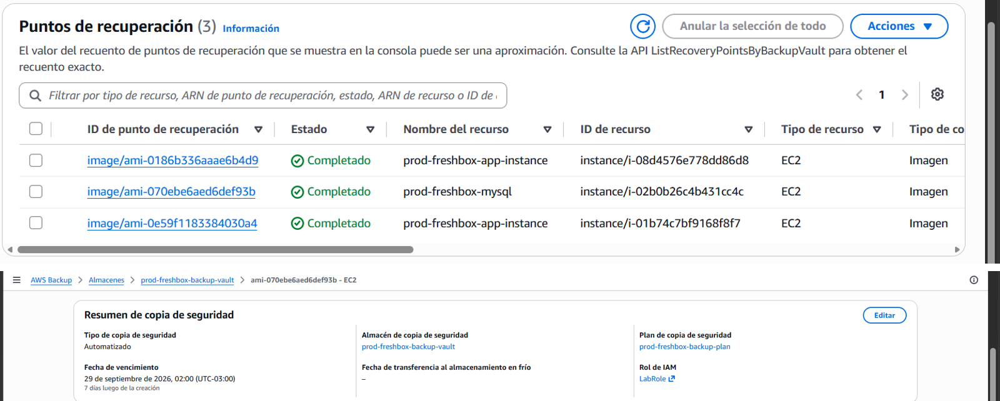 Puntos de recuperación (3) Información
Anular la selección de todo
Acciones
El valor del recuento de puntos de recuperación que se muestra en la consola puede ser una aproximación. Consulte la API ListRecoveryPointsByBackupVault para obtener el
recuento exacto.
Filtrar por tipo de recurso, ARN de punto de recuperación, estado, ARN de recurso o ID de
1
ID de punto de recuperación Estado Nombre del recurso ID de recurso Tipo de recurso Tipo de co
image/ami-0186b336aaae6b4d9 Completado prod-freshbox-app-instance instance/i-08d4576e778dd86d8 EC2 Imagen
image/ami-070ebe6aed6def93b Completado prod-freshbox-mysql instance/i-02b0b26c4b431cc4c EC2 Imagen
image/ami-0e59f1183384030a4 Completado prod-freshbox-app-instance instance/i-01b74c7bf9168f8f7 EC2 Imagen
AWS Backup > Almacenes > prod-freshbox-backup-vault > ami-070ebe6aed6def93b - EC2
Resumen de copia de seguridad
Editar
Tipo de copia de seguridad
Automatizado
Almacén de copia de seguridad
prod-freshbox-backup-vault
Plan de copia de seguridad
prod-freshbox-backup-plan
Fecha de vencimiento
29 de septiembre de 2026, 02:00 (UTC-03:00)
7 días luego de la creación
Fecha de transferencia al almacenamiento en frío
–
Rol de IAM
LabRole